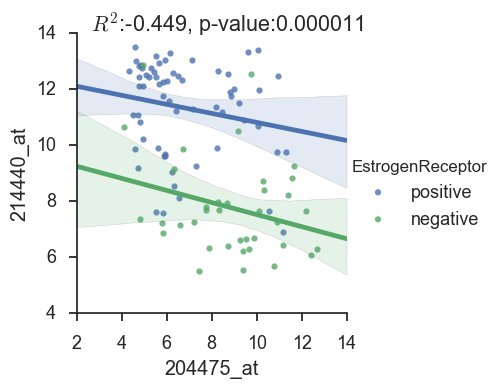 R²:-0.449, p-value:0.000011
14
12
10
8
6
4
214440_at
2 4 6 8 10 12 14
204475_at
EstrogenReceptor
positive
negative